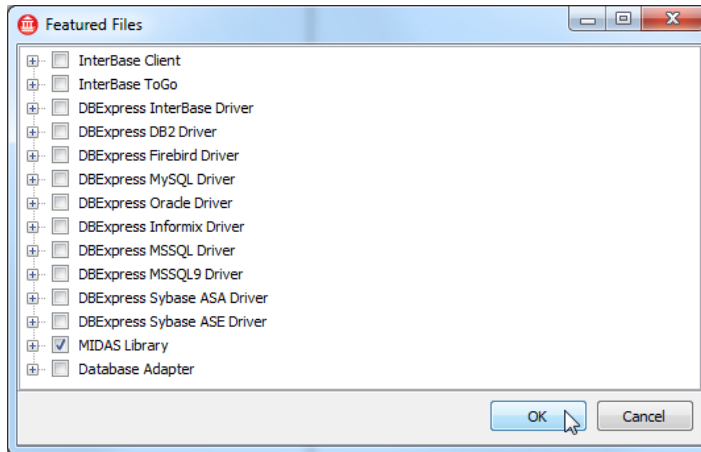 Featured Files
InterBase Client
InterBase ToGo
DBExpress InterBase Driver
DBExpress DB2 Driver
DBExpress Firebird Driver
DBExpress MySQL Driver
DBExpress Oracle Driver
DBExpress Informix Driver
DBExpress MSSQL Driver
DBExpress MSSQL9 Driver
DBExpress Sybase ASA Driver
DBExpress Sybase ASE Driver
MIDAS Library
Database Adapter
OK Cancel